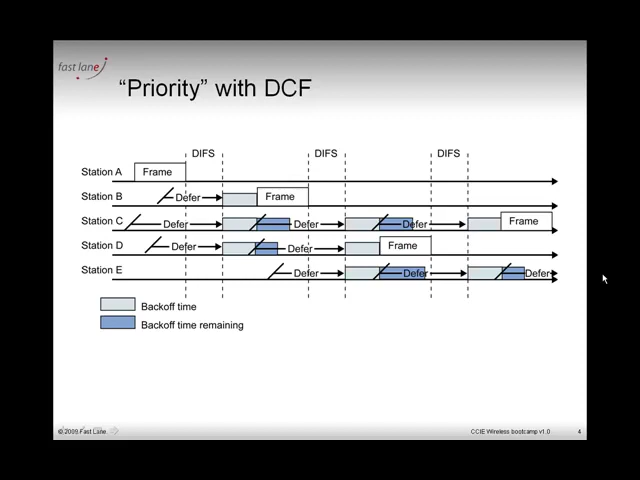 fast lane
"Priority" with DCF
DIFS DIFS DIFS
Station A Frame
Station B Defer Frame
Station C Defer Defer Defer Frame
Station D Defer Defer Frame
Station E Defer Defer Defer
Backoff time
Backoff time remaining
© 2009 Fast Lane CCIE Wireless bootcamp v1.0 4